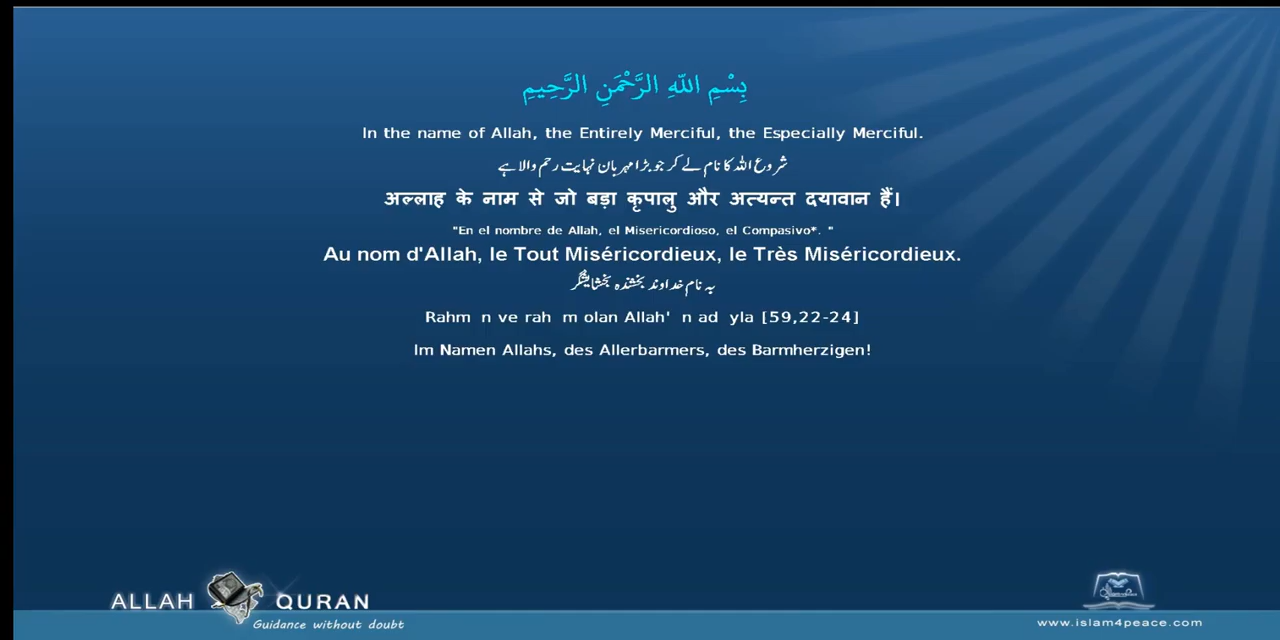 بِسْمِ اللَّهِ الرَّحْمَنِ الرَّحِيمِ
In the name of Allah, the Entirely Merciful, the Especially Merciful.
شروع الله کا نام لے کر جو بڑا مہربان نہایت رحم والا ہے
अल्लाह के नाम से जो बड़ा कृपालु और अत्यन्त दयावान हैं।
"En el nombre de Allah, el Misericordioso, el Compasivo*. "
Au nom d'Allah, le Tout Miséricordieux, le Très Miséricordieux.
به نام خداوند بخشنده بخشایشگر
Rahm n ve rah m olan Allah' n ad yla [59,22-24]
Im Namen Allahs, des Allerbarmers, des Barmherzigen!
ALLAH QURAN
Guidance without doubt
www.islam4peace.com